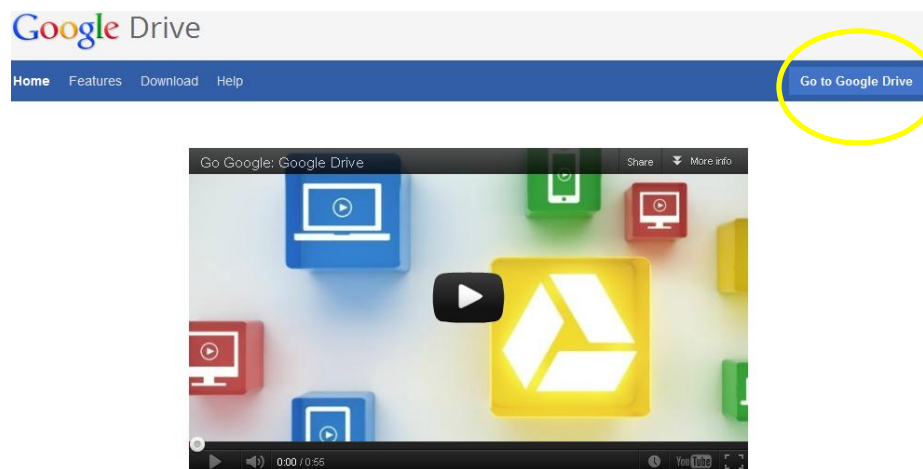 Google Drive
Home Features Download Help Go to Google Drive
Go Google: Google Drive Share More info
0:00 / 0:55 YouTube